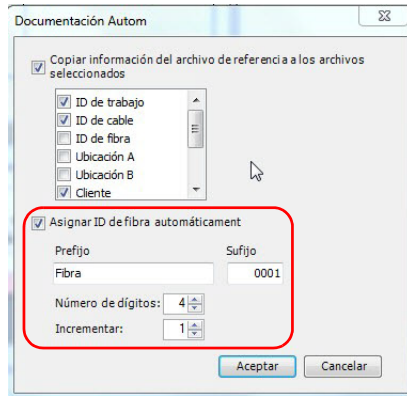 Documentación Autom
Copiar información del archivo de referencia a los archivos
seleccionados
ID de trabajo
ID de cable
ID de fibra
Ubicación A
Ubicación B
Cliente
Asignar ID de fibra automáticament
Prefijo Sufijo
Fibra 0001
Número de dígitos: 4
Incrementar: 1
Aceptar Cancelar